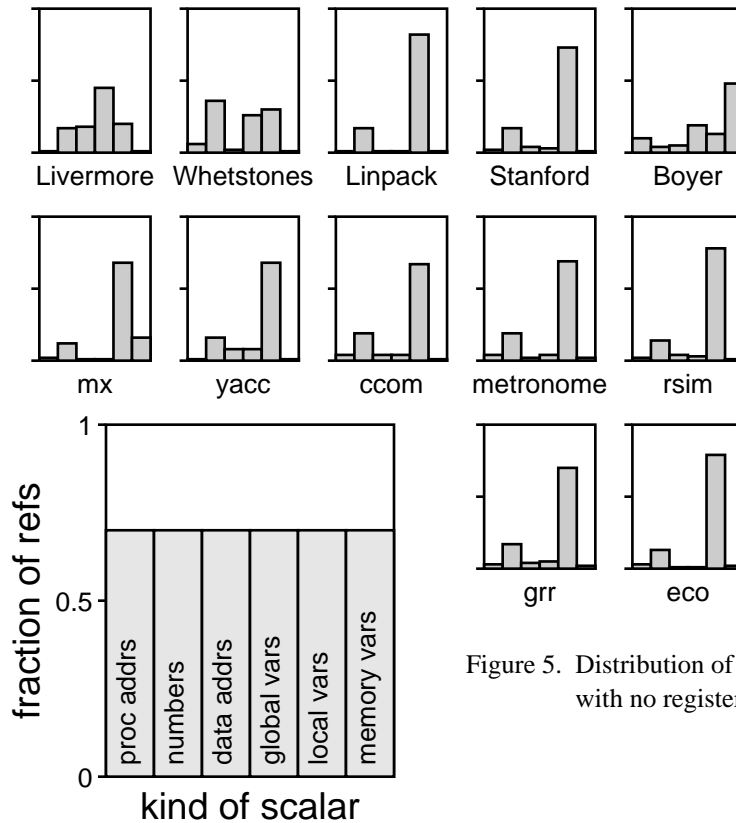 Livermore
Whetstones
Linpack
Stanford
Boyer
mx
yacc
ccom
metronome
rsim
grr
eco
1
0.5
0
fraction of refs
proc addrs
numbers
data addrs
global vars
local vars
memory vars
kind of scalar
Figure 5. Distribution of
with no register